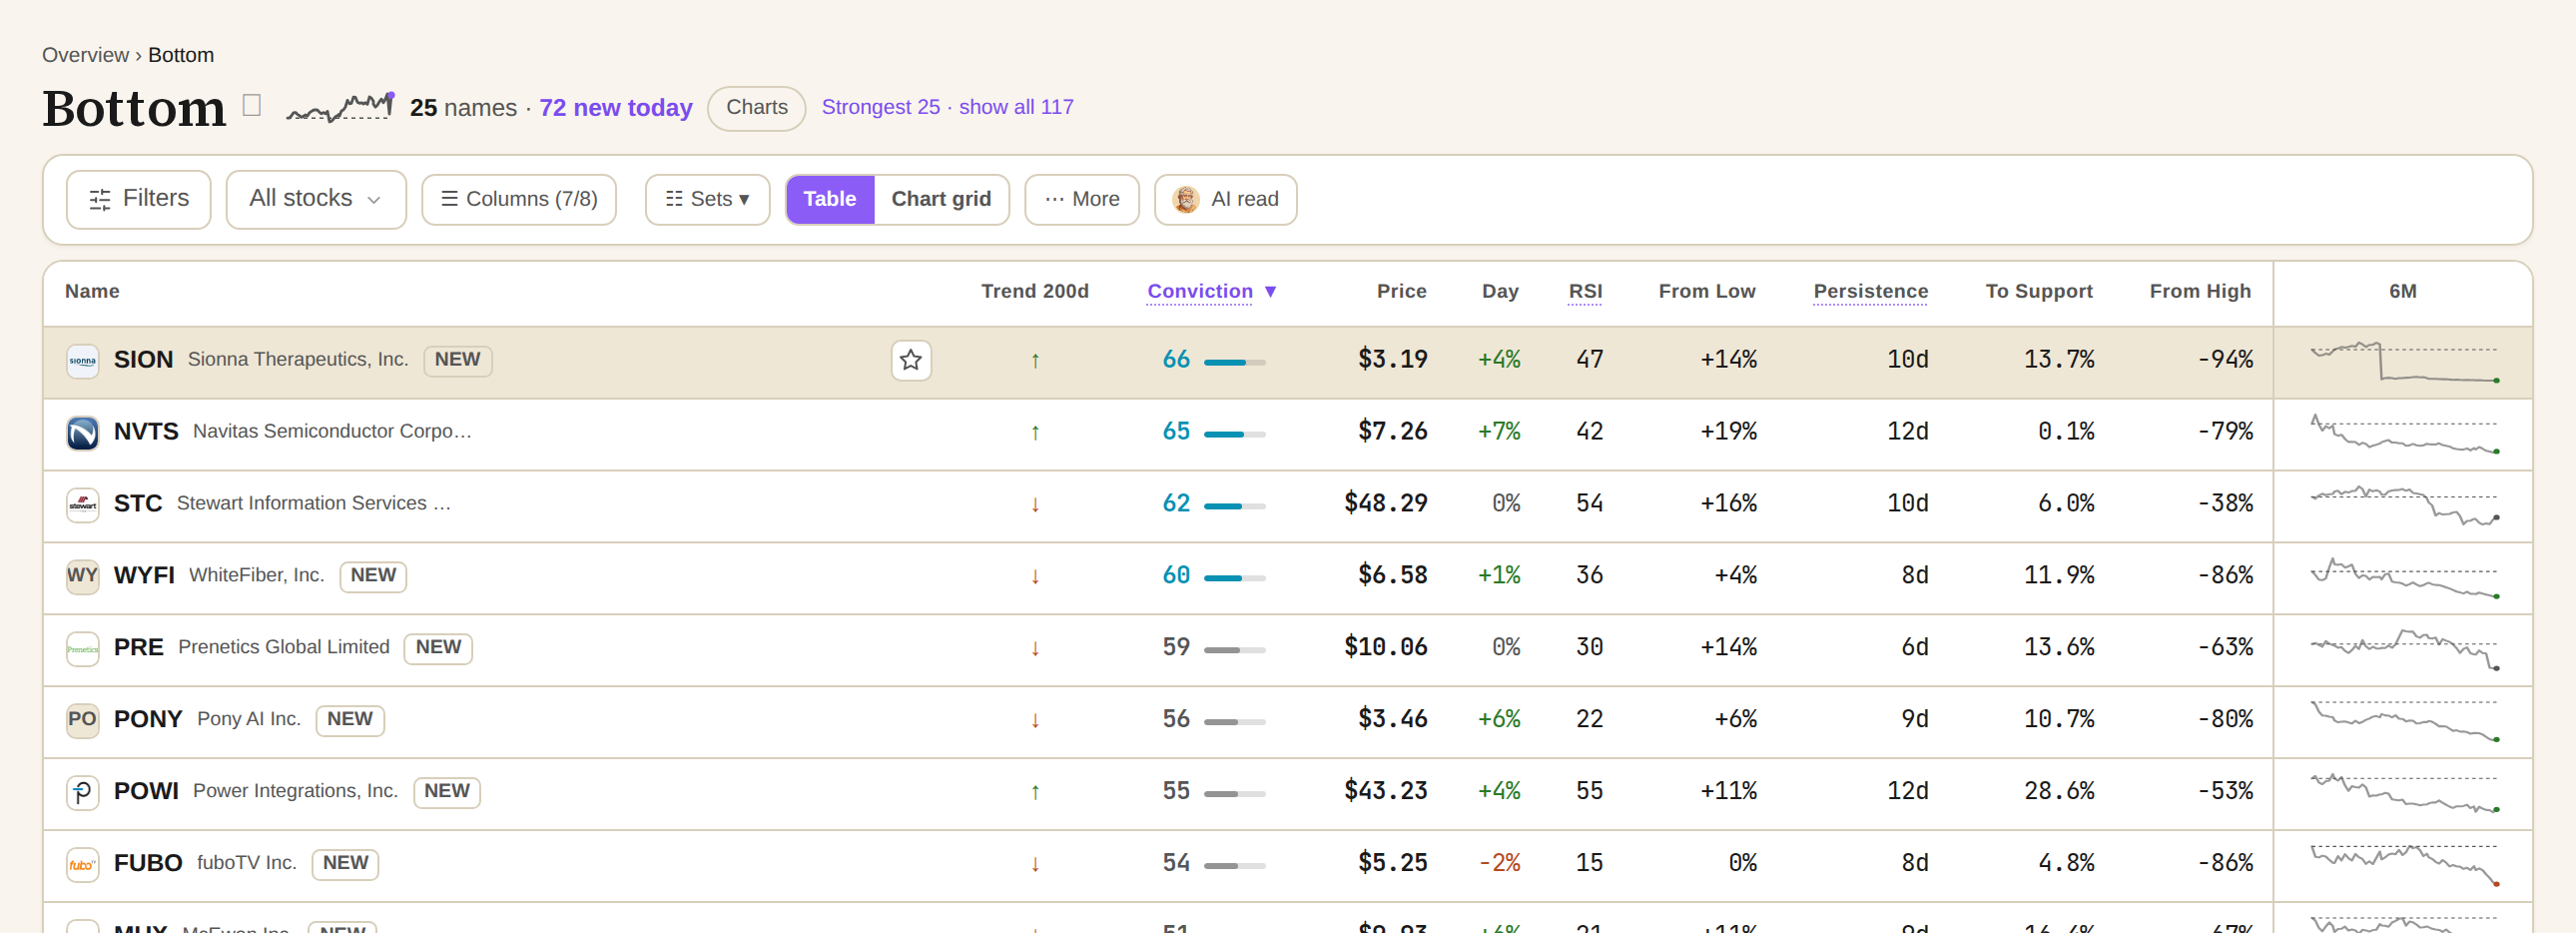 Overview › Bottom
Bottom 25 names · 72 new today Charts Strongest 25 · show all 117
Filters All stocks Columns (7/8) Sets ▾ Table Chart grid ⋯ More AI read
Name Trend 200d Conviction ▼ Price Day RSI From Low Persistence To Support From High 6M
sionna SION Sionna Therapeutics, Inc. NEW ↑ 66 $3.19 +4% 47 +14% 10d 13.7% -94%
NVTS Navitas Semiconductor Corpo… ↑ 65 $7.26 +7% 42 +19% 12d 0.1% -79%
stewart STC Stewart Information Services … ↓ 62 $48.29 0% 54 +16% 10d 6.0% -38%
WY WYFI WhiteFiber, Inc. NEW ↓ 60 $6.58 +1% 36 +4% 8d 11.9% -86%
Prenetics PRE Prenetics Global Limited NEW ↓ 59 $10.06 0% 30 +14% 6d 13.6% -63%
PO PONY Pony AI Inc. NEW ↓ 56 $3.46 +6% 22 +6% 9d 10.7% -80%
POWI Power Integrations, Inc. NEW ↑ 55 $43.23 +4% 55 +11% 12d 28.6% -53%
fubo FUBO fuboTV Inc. NEW ↓ 54 $5.25 -2% 15 0% 8d 4.8% -86%
NEW